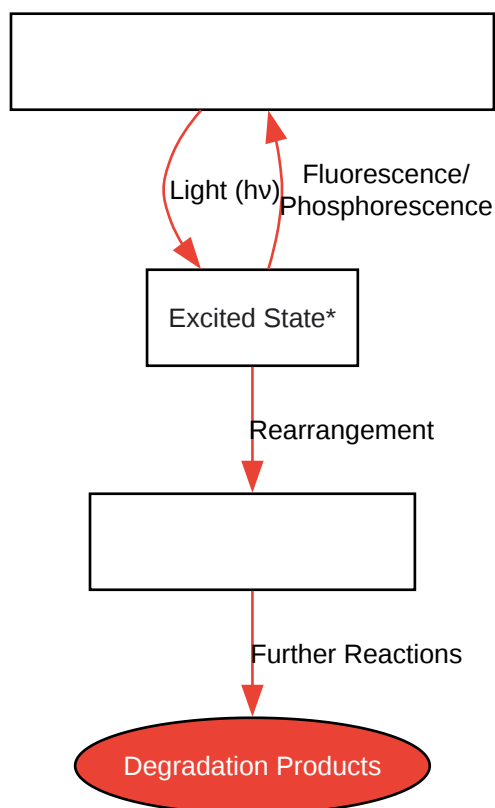 Light (hν)
Fluorescence/
Phosphorescence
Excited State*
Rearrangement
Further Reactions
Degradation Products